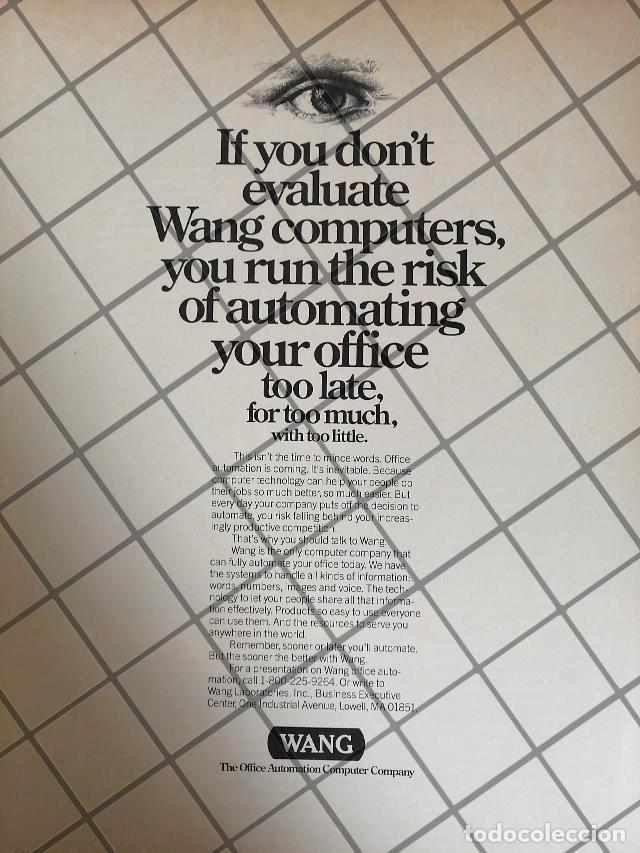 If you don't
evaluate
Wang computers,
you run the risk
of automating
your office
too late,
for too much,
with too little.
This isn't the time to mince words. Office
automation is coming. It's inevitable. Because
computer technology can help your people do
their jobs so much better, so much easier. But
every day your company puts off the decision to
automate, you risk falling behind your increas-
ingly productive competition.
That's why you should talk to Wang.
Wang is the only computer company that
can fully automate your office today. We have
the systems to handle all kinds of information:
words, numbers, images and voice. The tech-
nology to let your people share all that informa-
tion effectively. Products so easy to use everyone
can use them. And the resources to serve you
anywhere in the world.
Remember, sooner or later you'll automate.
But the sooner the better with Wang.
For a presentation on Wang office auto-
mation, call 1-800-225-9264. Or write to
Wang Laboratories, Inc., Business Executive
Center, One Industrial Avenue, Lowell, MA 01851.
WANG
The Office Automation Computer Company
todocoleccion